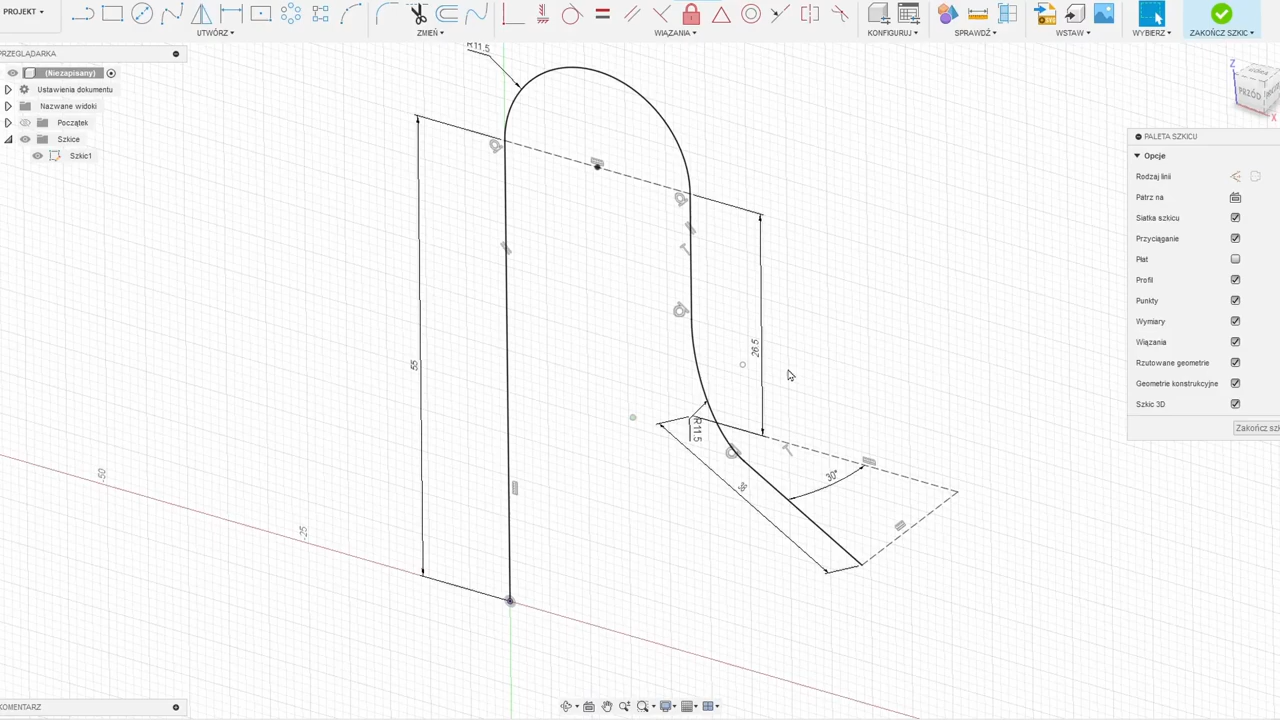 PROJEKT
UTWÓRZ
ZMIEŃ
WIĄZANIA
KONFIGURUJ
SPRAWDŹ
WSTAW
WYBIERZ
ZAKOŃCZ SZKIC
PRZEGLĄDARKA
(Niezapisany)
Ustawienia dokumentu
Nazwane widoki
Początek
Szkice
Szkic1
R11.5
55
26.5
R11.5
30°
-50
-25
Z
PRZÓD
X
PALETA SZKICU
Opcje
Rodzaj linii
Patrz na
Siatka szkicu
Przyciąganie
Płat
Profil
Punkty
Wymiary
Wiązania
Rzutowane geometrie
Geometrie konstrukcyjne
Szkic 3D
Zakończ szki
KOMENTARZ